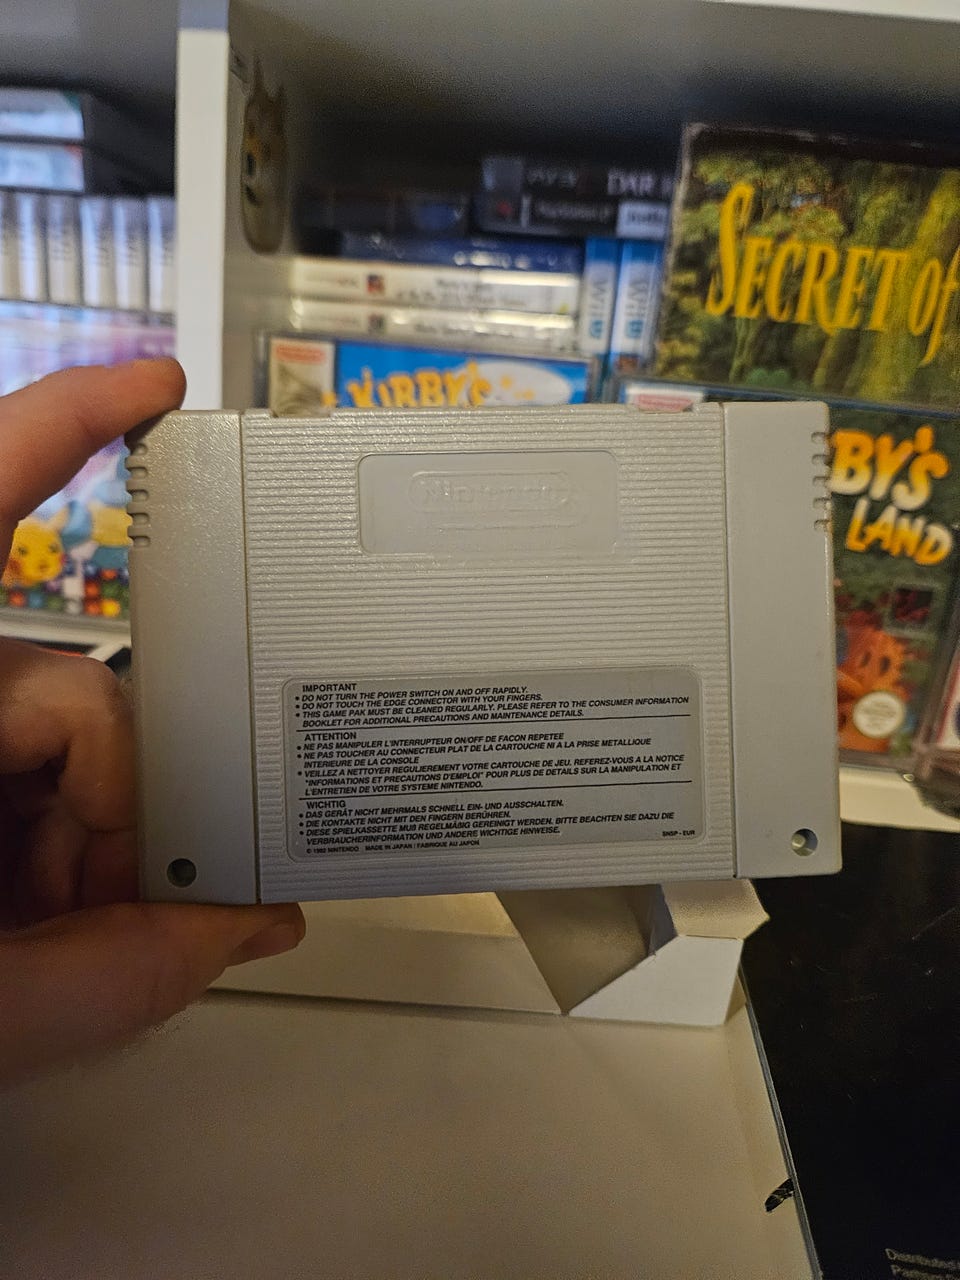 DAR
SECRET of
KIRBY'S
Nintendo
BY'S
LAND
IMPORTANT
• DO NOT TURN THE POWER SWITCH ON AND OFF RAPIDLY.
• DO NOT TOUCH THE EDGE CONNECTOR WITH YOUR FINGERS.
• THIS GAME PAK MUST BE CLEANED REGULARLY. PLEASE REFER TO THE CONSUMER INFORMATION
BOOKLET FOR ADDITIONAL PRECAUTIONS AND MAINTENANCE DETAILS.
ATTENTION
• NE PAS MANIPULER L'INTERRUPTEUR ON/OFF DE FACON REPETEE
• NE PAS TOUCHER AU CONNECTEUR PLAT DE LA CARTOUCHE NI A LA PRISE METALLIQUE
INTERIEURE DE LA CONSOLE
• VEILLEZ A NETTOYER REGULIEREMENT VOTRE CARTOUCHE DE JEU. REFEREZ-VOUS A LA NOTICE
"INFORMATIONS ET PRECAUTIONS D'EMPLOI" POUR PLUS DE DETAILS SUR LA MANIPULATION ET
L'ENTRETIEN DE VOTRE SYSTEME NINTENDO.
WICHTIG
• DAS GERÄT NICHT MEHRMALS SCHNELL EIN- UND AUSSCHALTEN.
• DIE KONTAKTE NICHT MIT DEN FINGERN BERÜHREN.
• DIESE SPIELKASSETTE MUß REGELMÄßIG GEREINIGT WERDEN. BITTE BEACHTEN SIE DAZU DIE
VERBRAUCHERINFORMATION UND ANDERE WICHTIGE HINWEISE.
© 1992 NINTENDO MADE IN JAPAN / FABRIQUE AU JAPON
SNSP - EUR
Distributed